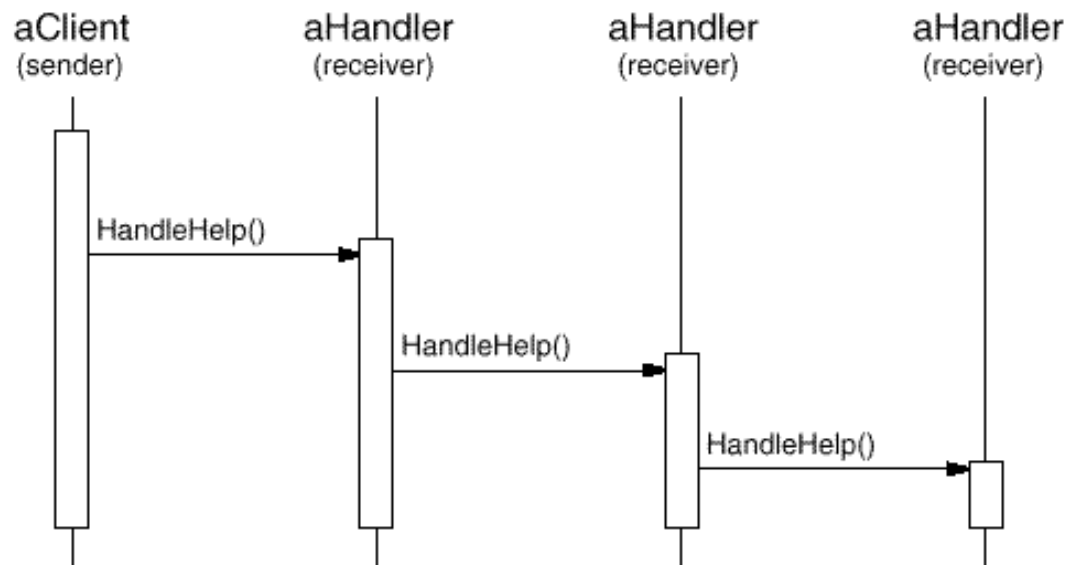 aClient
(sender)
aHandler
(receiver)
aHandler
(receiver)
aHandler
(receiver)
HandleHelp()
HandleHelp()
HandleHelp()